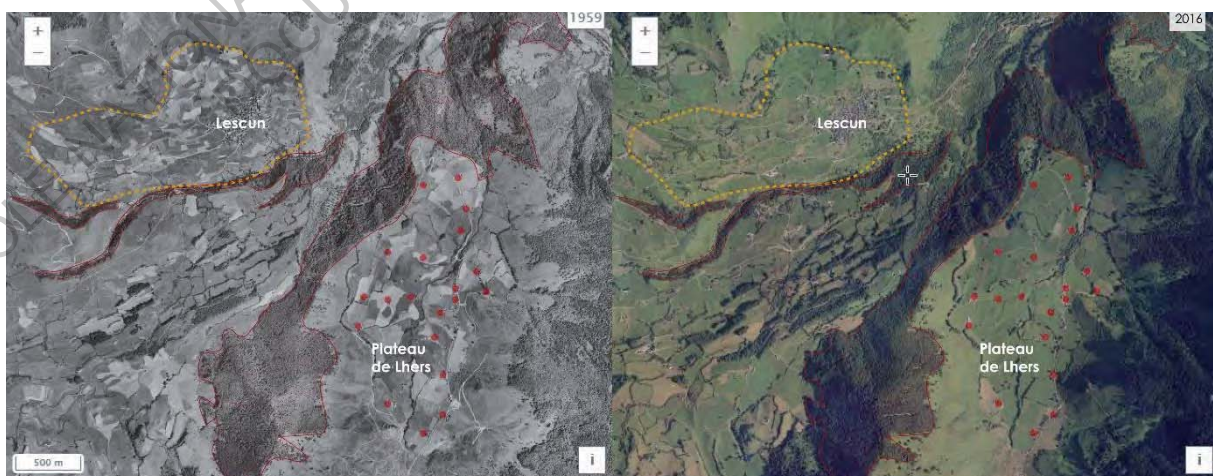 +
−
1959
Lescun
Plateau
de Lhers
500 m
i
+
−
2016
Lescun
Plateau
de Lhers
i